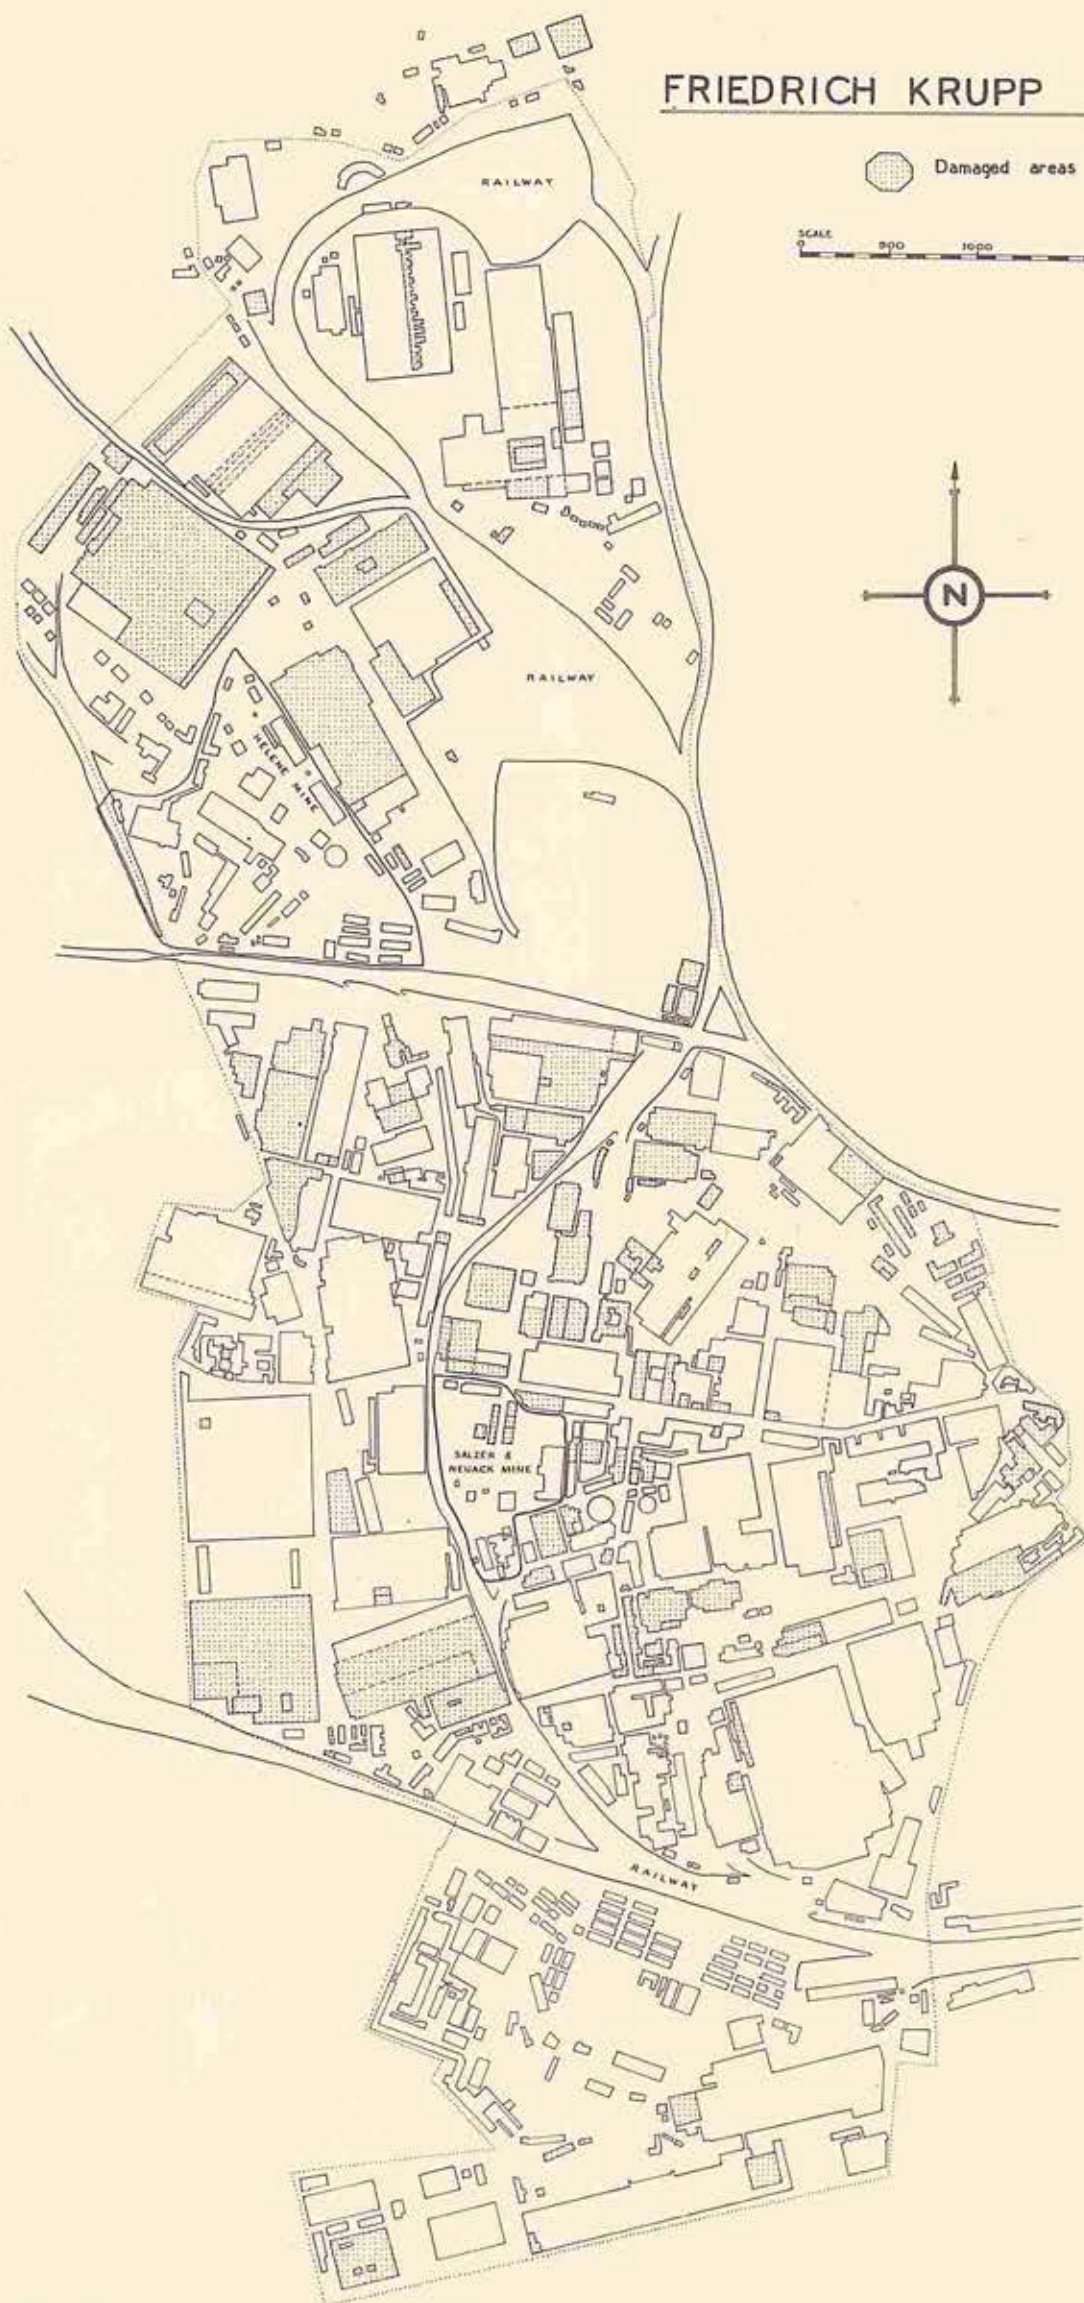 FRIEDRICH KRUPP
Damaged areas
SCALE
0 500 1000
RAILWAY
N
RAILWAY
HELENE MINE
SALZER &
NEUACK MINE
RAILWAY